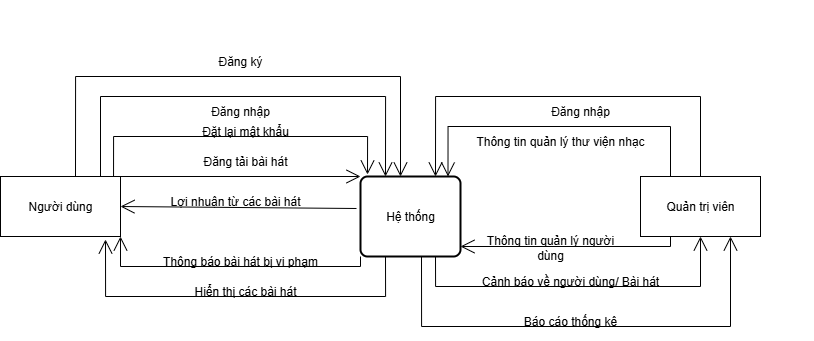 Đăng ký
Đăng nhập
Đặt lại mật khẩu
Đăng tải bài hát
Người dùng
Lợi nhuận từ các bài hát
Thông báo bài hát bị vi phạm
Hiển thị các bài hát
Hệ thống
Đăng nhập
Thông tin quản lý thư viện nhạc
Quản trị viên
Thông tin quản lý người
dùng
Cảnh báo về người dùng/ Bài hát
Báo cáo thống kê